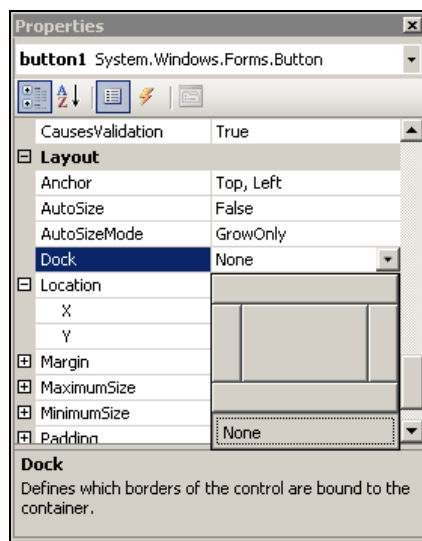 Properties
button1 System.Windows.Forms.Button
CausesValidation True
Layout
Anchor Top, Left
AutoSize False
AutoSizeMode GrowOnly
Dock None
Location
X
Y
Margin
MaximumSize
MinimumSize
Padding
None
Dock
Defines which borders of the control are bound to the
container.